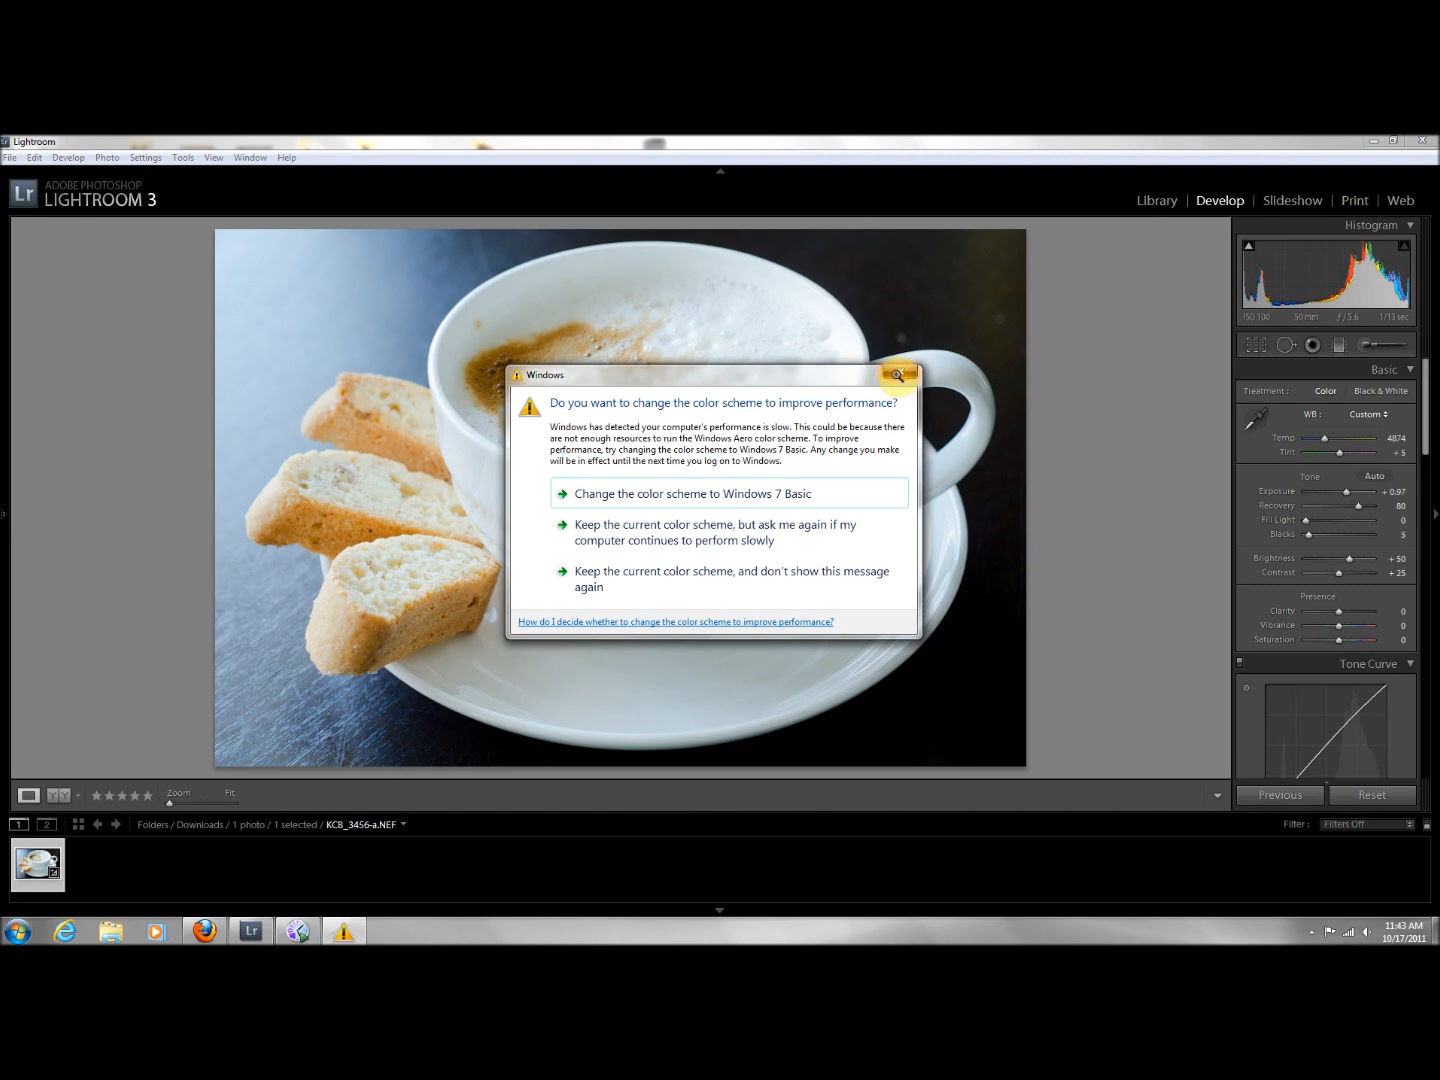 Lightroom
File Edit Develop Photo Settings Tools View Window Help
Lr ADOBE PHOTOSHOP
LIGHTROOM 3
Library | Develop | Slideshow | Print | Web
Histogram
ISO 100 50 mm f / 5.6 1/13 sec
Basic
Treatment : Color Black & White
WB : Custom
Temp 4874
Tint + 5
Tone Auto
Exposure + 0.97
Recovery 80
Fill Light 0
Blacks 5
Brightness + 50
Contrast + 25
Presence
Clarity 0
Vibrance 0
Saturation 0
Tone Curve
Previous Reset
Windows
Do you want to change the color scheme to improve performance?
Windows has detected your computer's performance is slow. This could be because there
are not enough resources to run the Windows Aero color scheme. To improve
performance, try changing the color scheme to Windows 7 Basic. Any change you make
will be in effect until the next time you log on to Windows.
Change the color scheme to Windows 7 Basic
Keep the current color scheme, but ask me again if my
computer continues to perform slowly
Keep the current color scheme, and don't show this message
again
How do I decide whether to change the color scheme to improve performance?
Zoom Fit
1 2 Folders / Downloads / 1 photo / 1 selected / KCB_3456-a.NEF
Filter : Filters Off
Lr
11:43 AM
10/17/2011